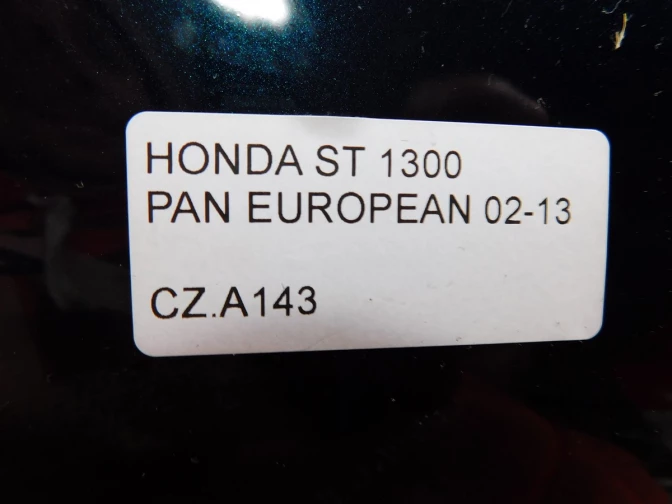 HONDA ST 1300
PAN EUROPEAN 02-13
CZ.A143